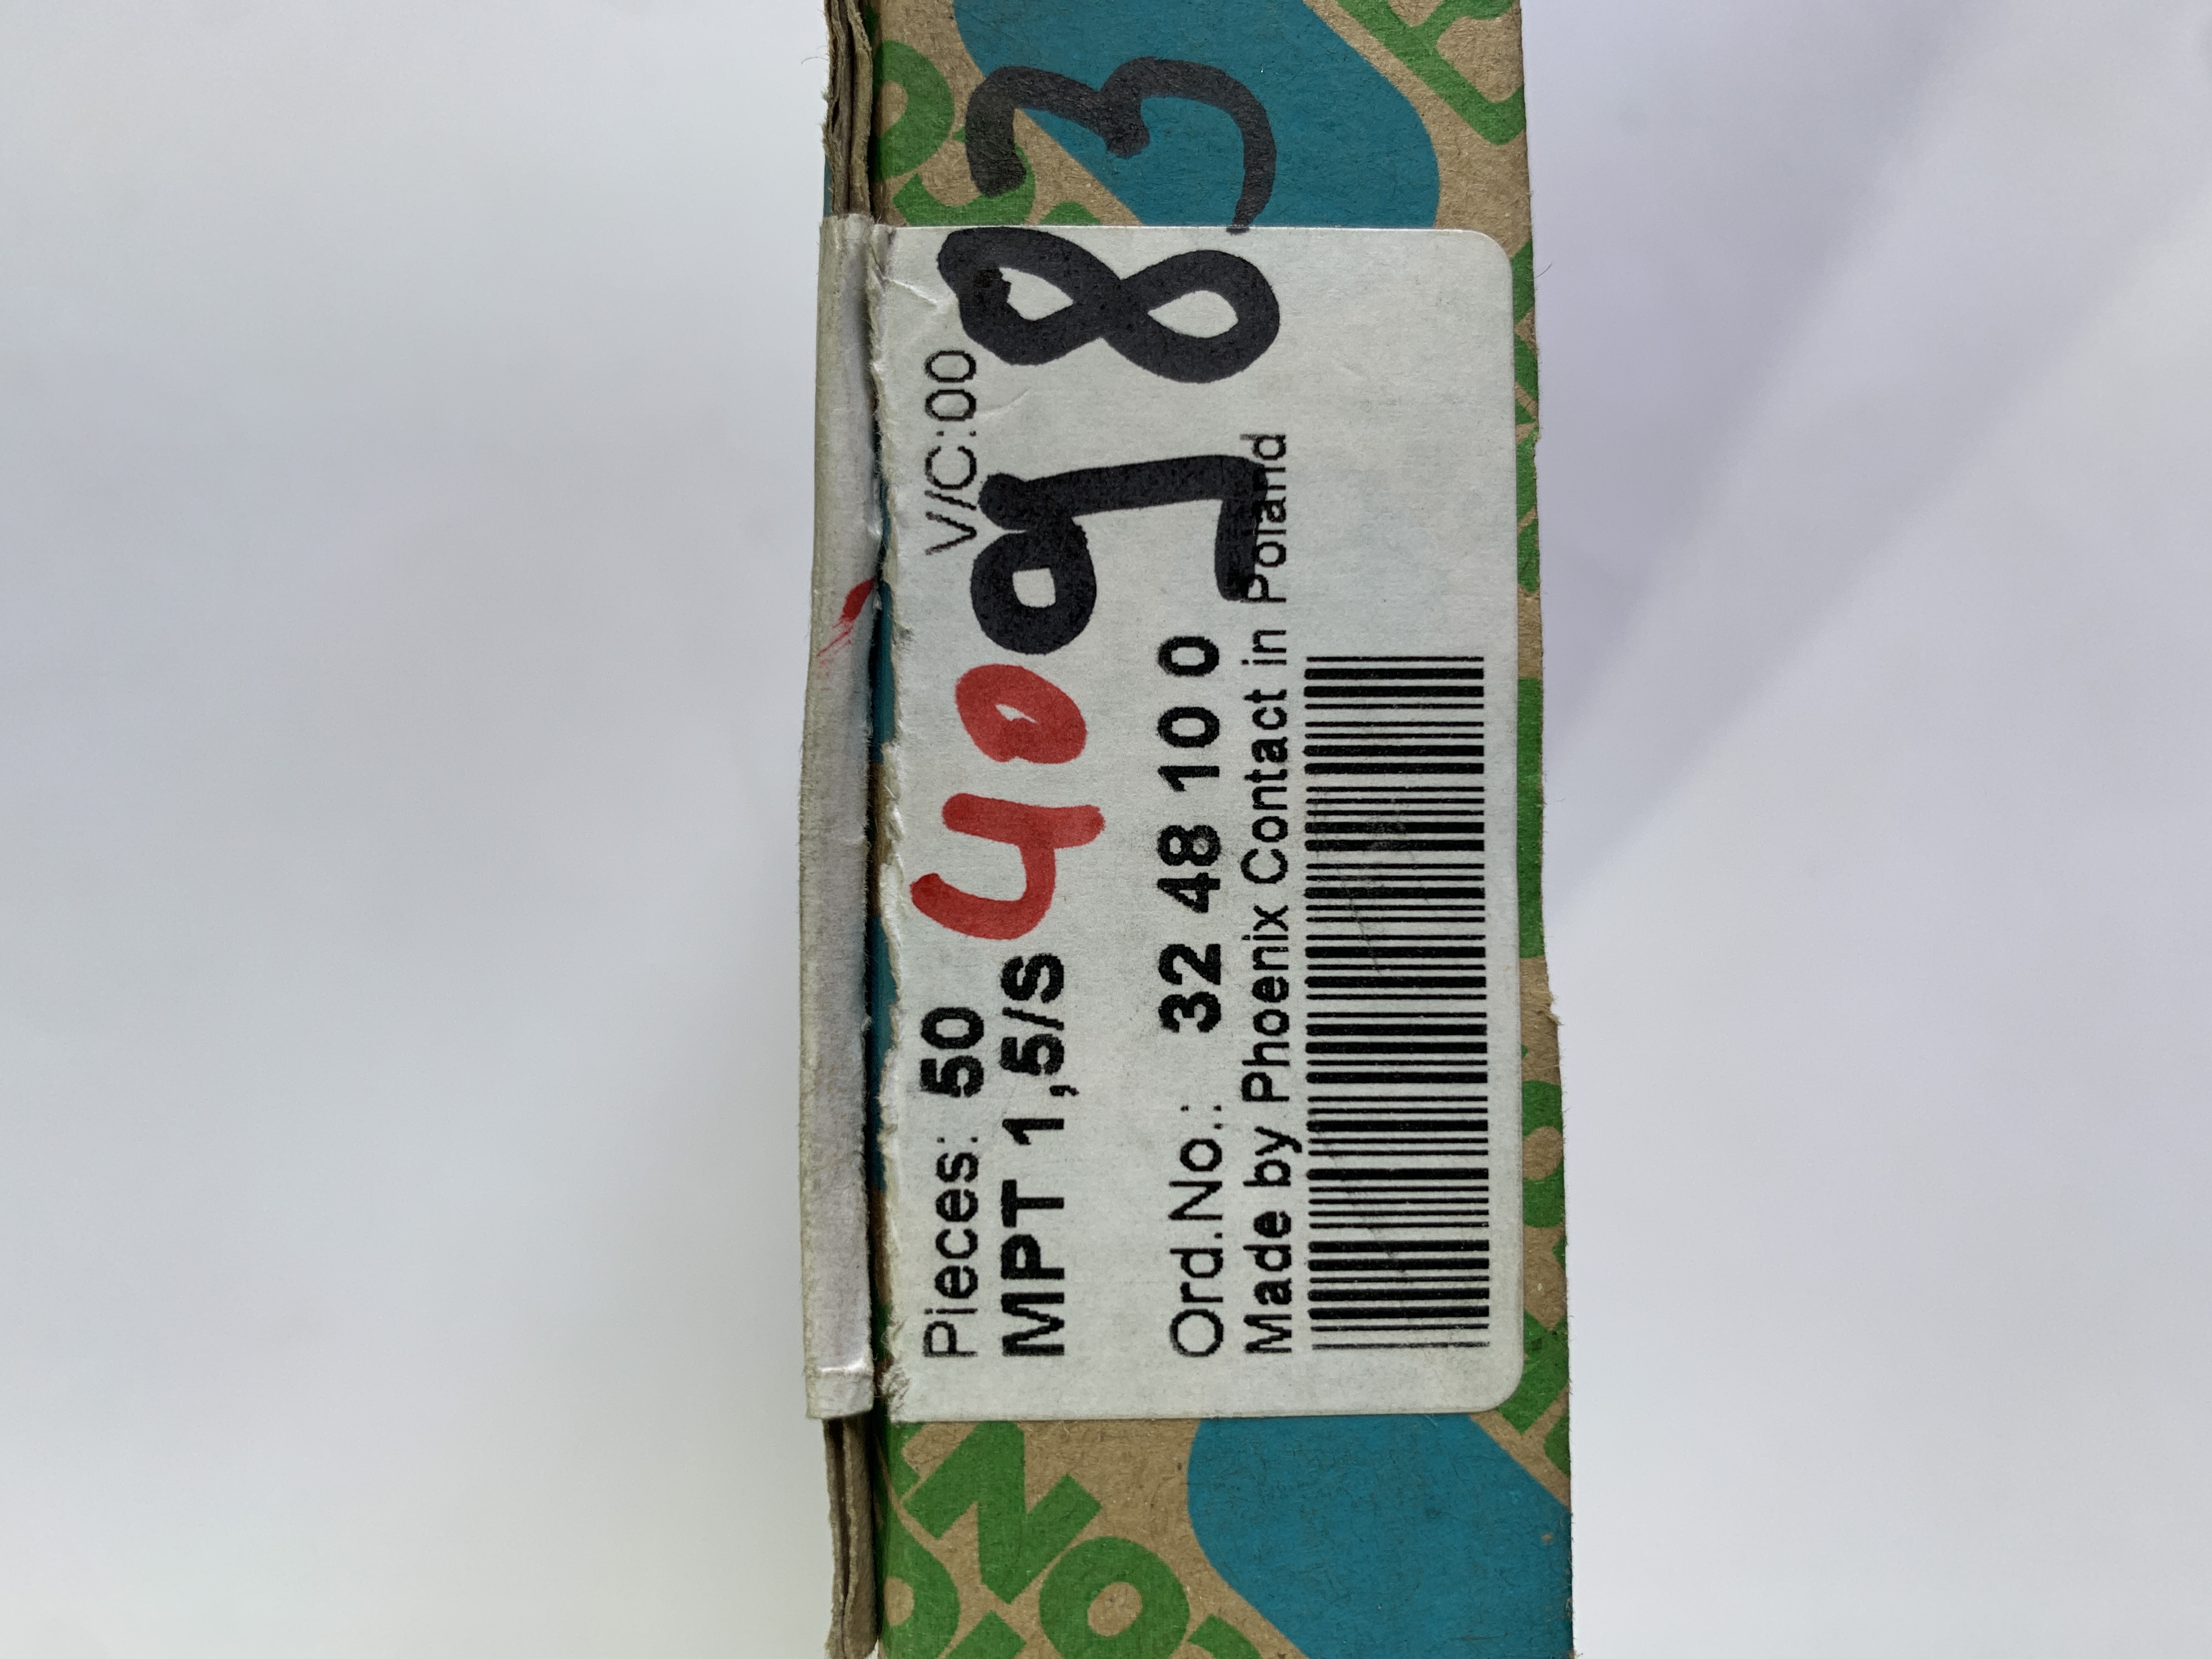 Pieces: 50
V/C:00
MPT 1,5/S
40
983
Ord.No.: 32 48 10 0
Made by Phoenix Contact in Poland